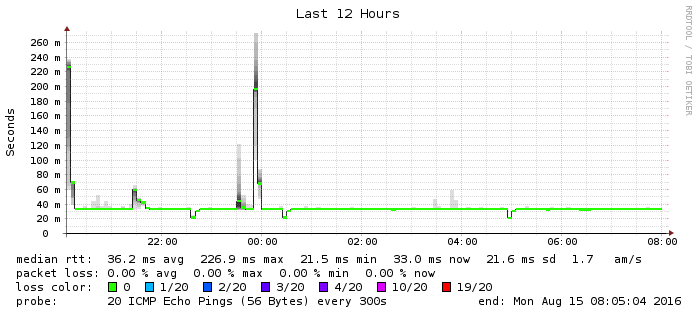 Last 12 Hours
RRDTOOL / TOBI OETIKER
Seconds
260 m
240 m
220 m
200 m
180 m
160 m
140 m
120 m
100 m
80 m
60 m
40 m
20 m
0
22:00 00:00 02:00 04:00 06:00 08:00
median rtt: 36.2 ms avg 226.9 ms max 21.5 ms min 33.0 ms now 21.6 ms sd 1.7 am/s
packet loss: 0.00 % avg 0.00 % max 0.00 % min 0.00 % now
loss color: 0 1/20 2/20 3/20 4/20 10/20 19/20
probe: 20 ICMP Echo Pings (56 Bytes) every 300s end: Mon Aug 15 08:05:04 2016